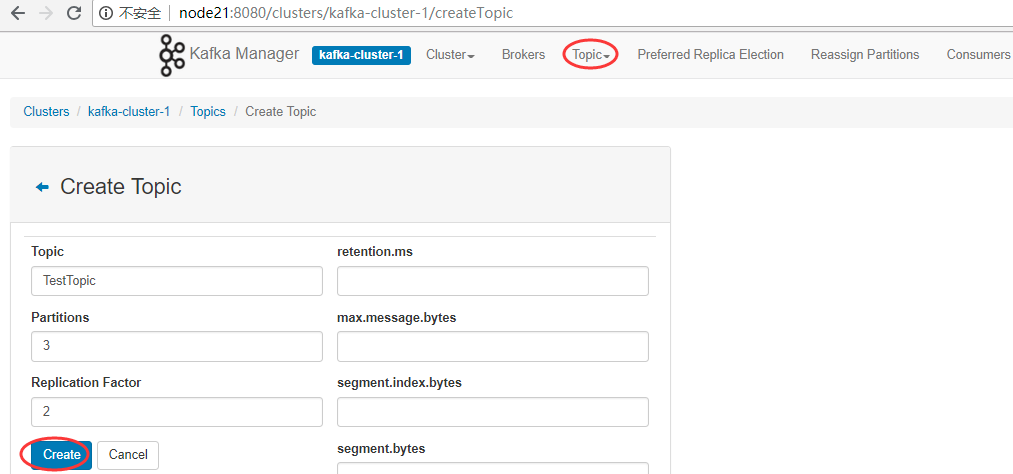 不安全 node21:8080/clusters/kafka-cluster-1/createTopic
Kafka Manager kafka-cluster-1 Cluster Brokers Topic Preferred Replica Election Reassign Partitions Consumers
Clusters / kafka-cluster-1 / Topics / Create Topic
Create Topic
Topic retention.ms
TestTopic
Partitions max.message.bytes
3
Replication Factor segment.index.bytes
2
Create Cancel segment.bytes